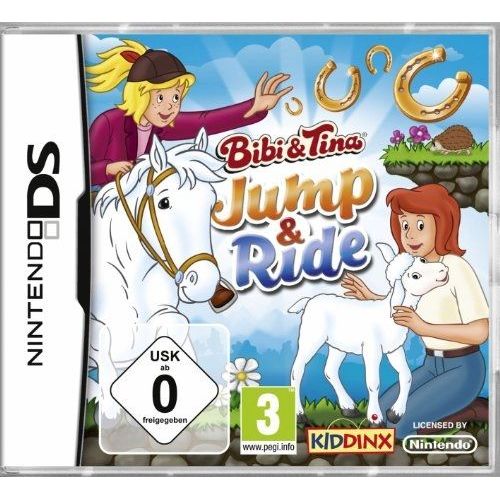 NINTENDO DS
Bibi & Tina®
Jump
&
Ride
USK
ab
0
freigegeben
3
www.pegi.info
KIDDINX
LICENSED BY
Nintendo